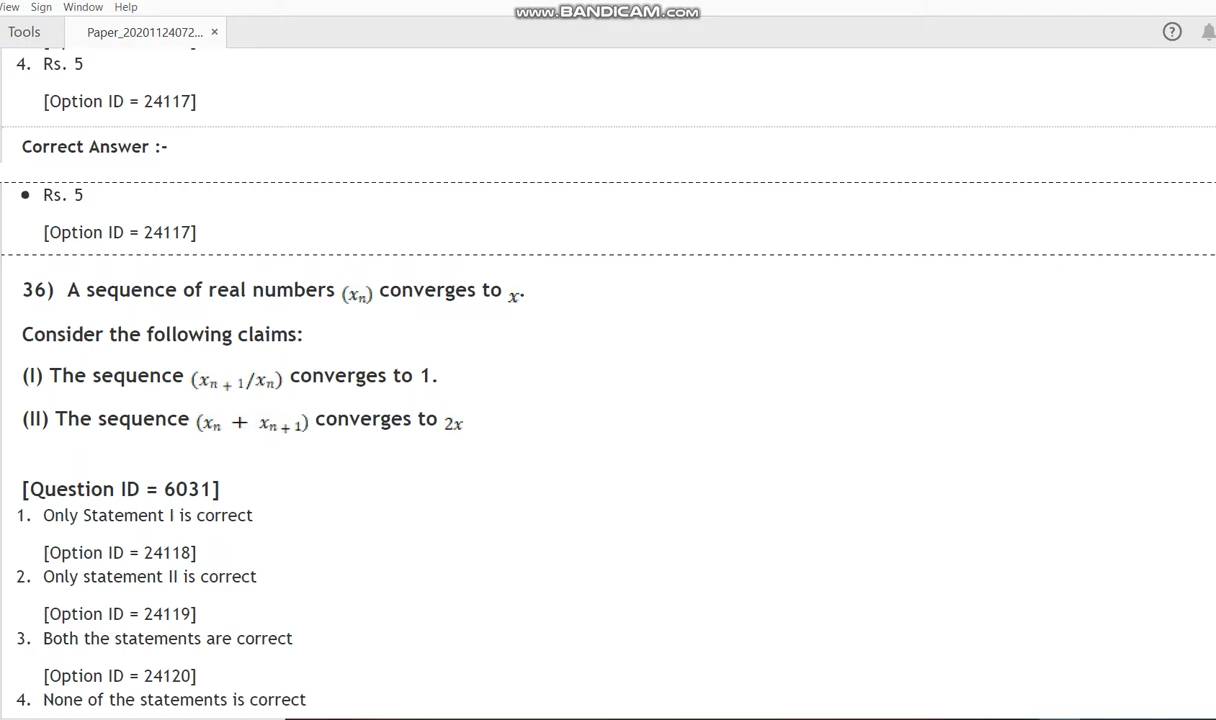 View Sign Window Help
www.BANDICAM.com
Tools Paper_20201124072... ×
4. Rs. 5
[Option ID = 24117]
Correct Answer :-
• Rs. 5
[Option ID = 24117]
36) A sequence of real numbers (xₙ) converges to x.
Consider the following claims:
(I) The sequence (xₙ₊₁/xₙ) converges to 1.
(II) The sequence (xₙ + xₙ₊₁) converges to 2x
[Question ID = 6031]
1. Only Statement I is correct
[Option ID = 24118]
2. Only statement II is correct
[Option ID = 24119]
3. Both the statements are correct
[Option ID = 24120]
4. None of the statements is correct